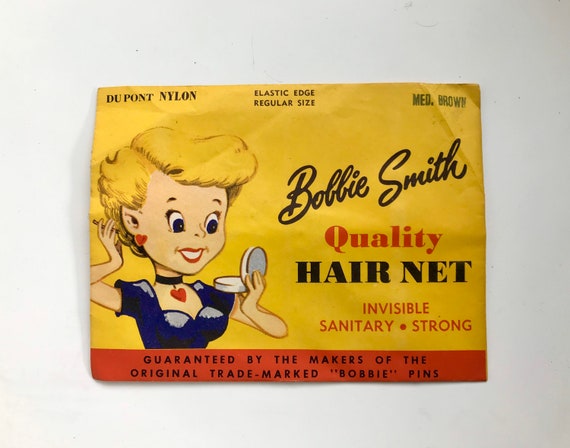 DU PONT NYLON
ELASTIC EDGE
REGULAR SIZE
MED. BROWN
Bobbie Smith
Quality
HAIR NET
INVISIBLE
SANITARY • STRONG
GUARANTEED BY THE MAKERS OF THE
ORIGINAL TRADE-MARKED "BOBBIE" PINS